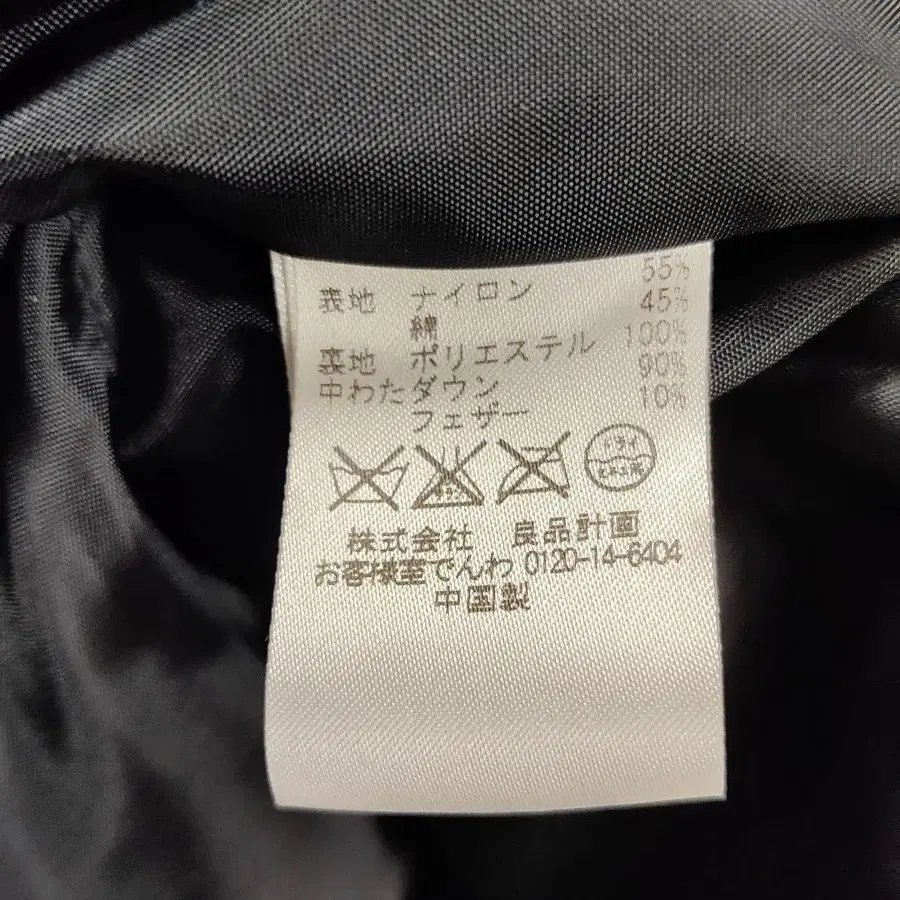 表地 ナイロン 55%
綿 45%
裏地 ポリエステル 100%
中わた ダウン 90%
フェザー 10%
ドライ
株式会社 良品計画
お客様室でんわ 0120-14-6404
中国製